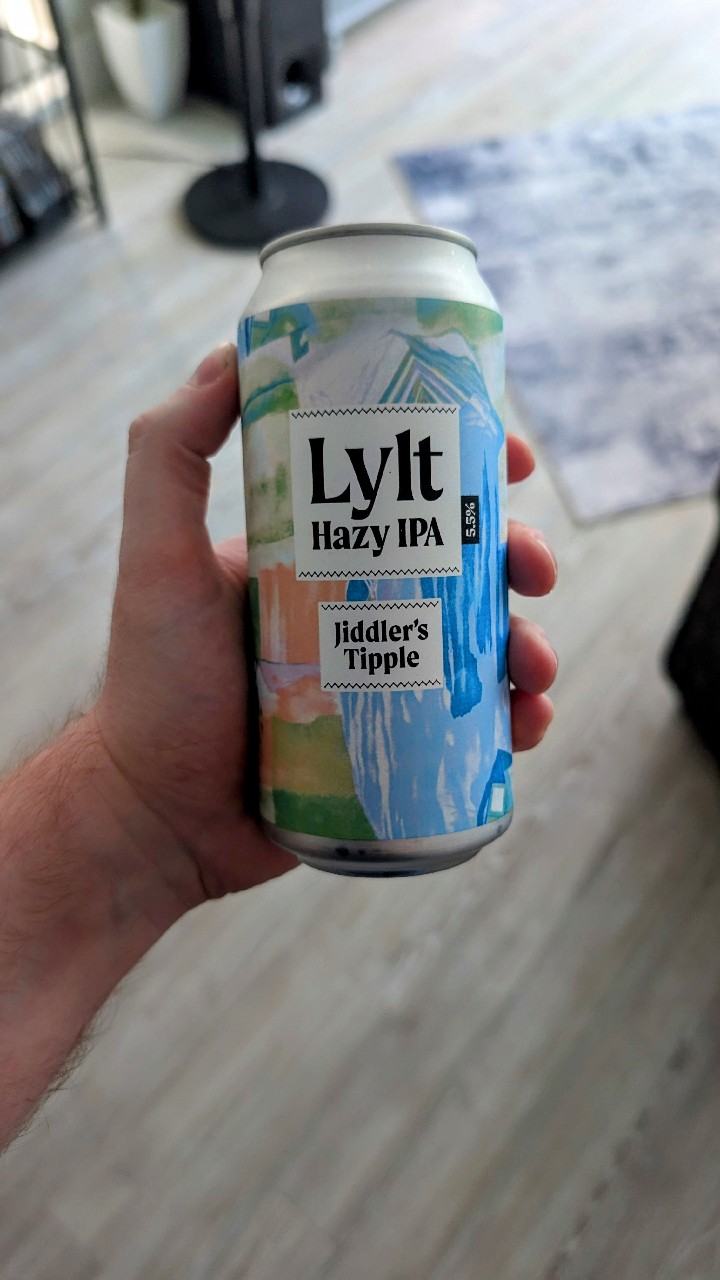 Lylt
Hazy IPA
5.5%
Jiddler's
Tipple